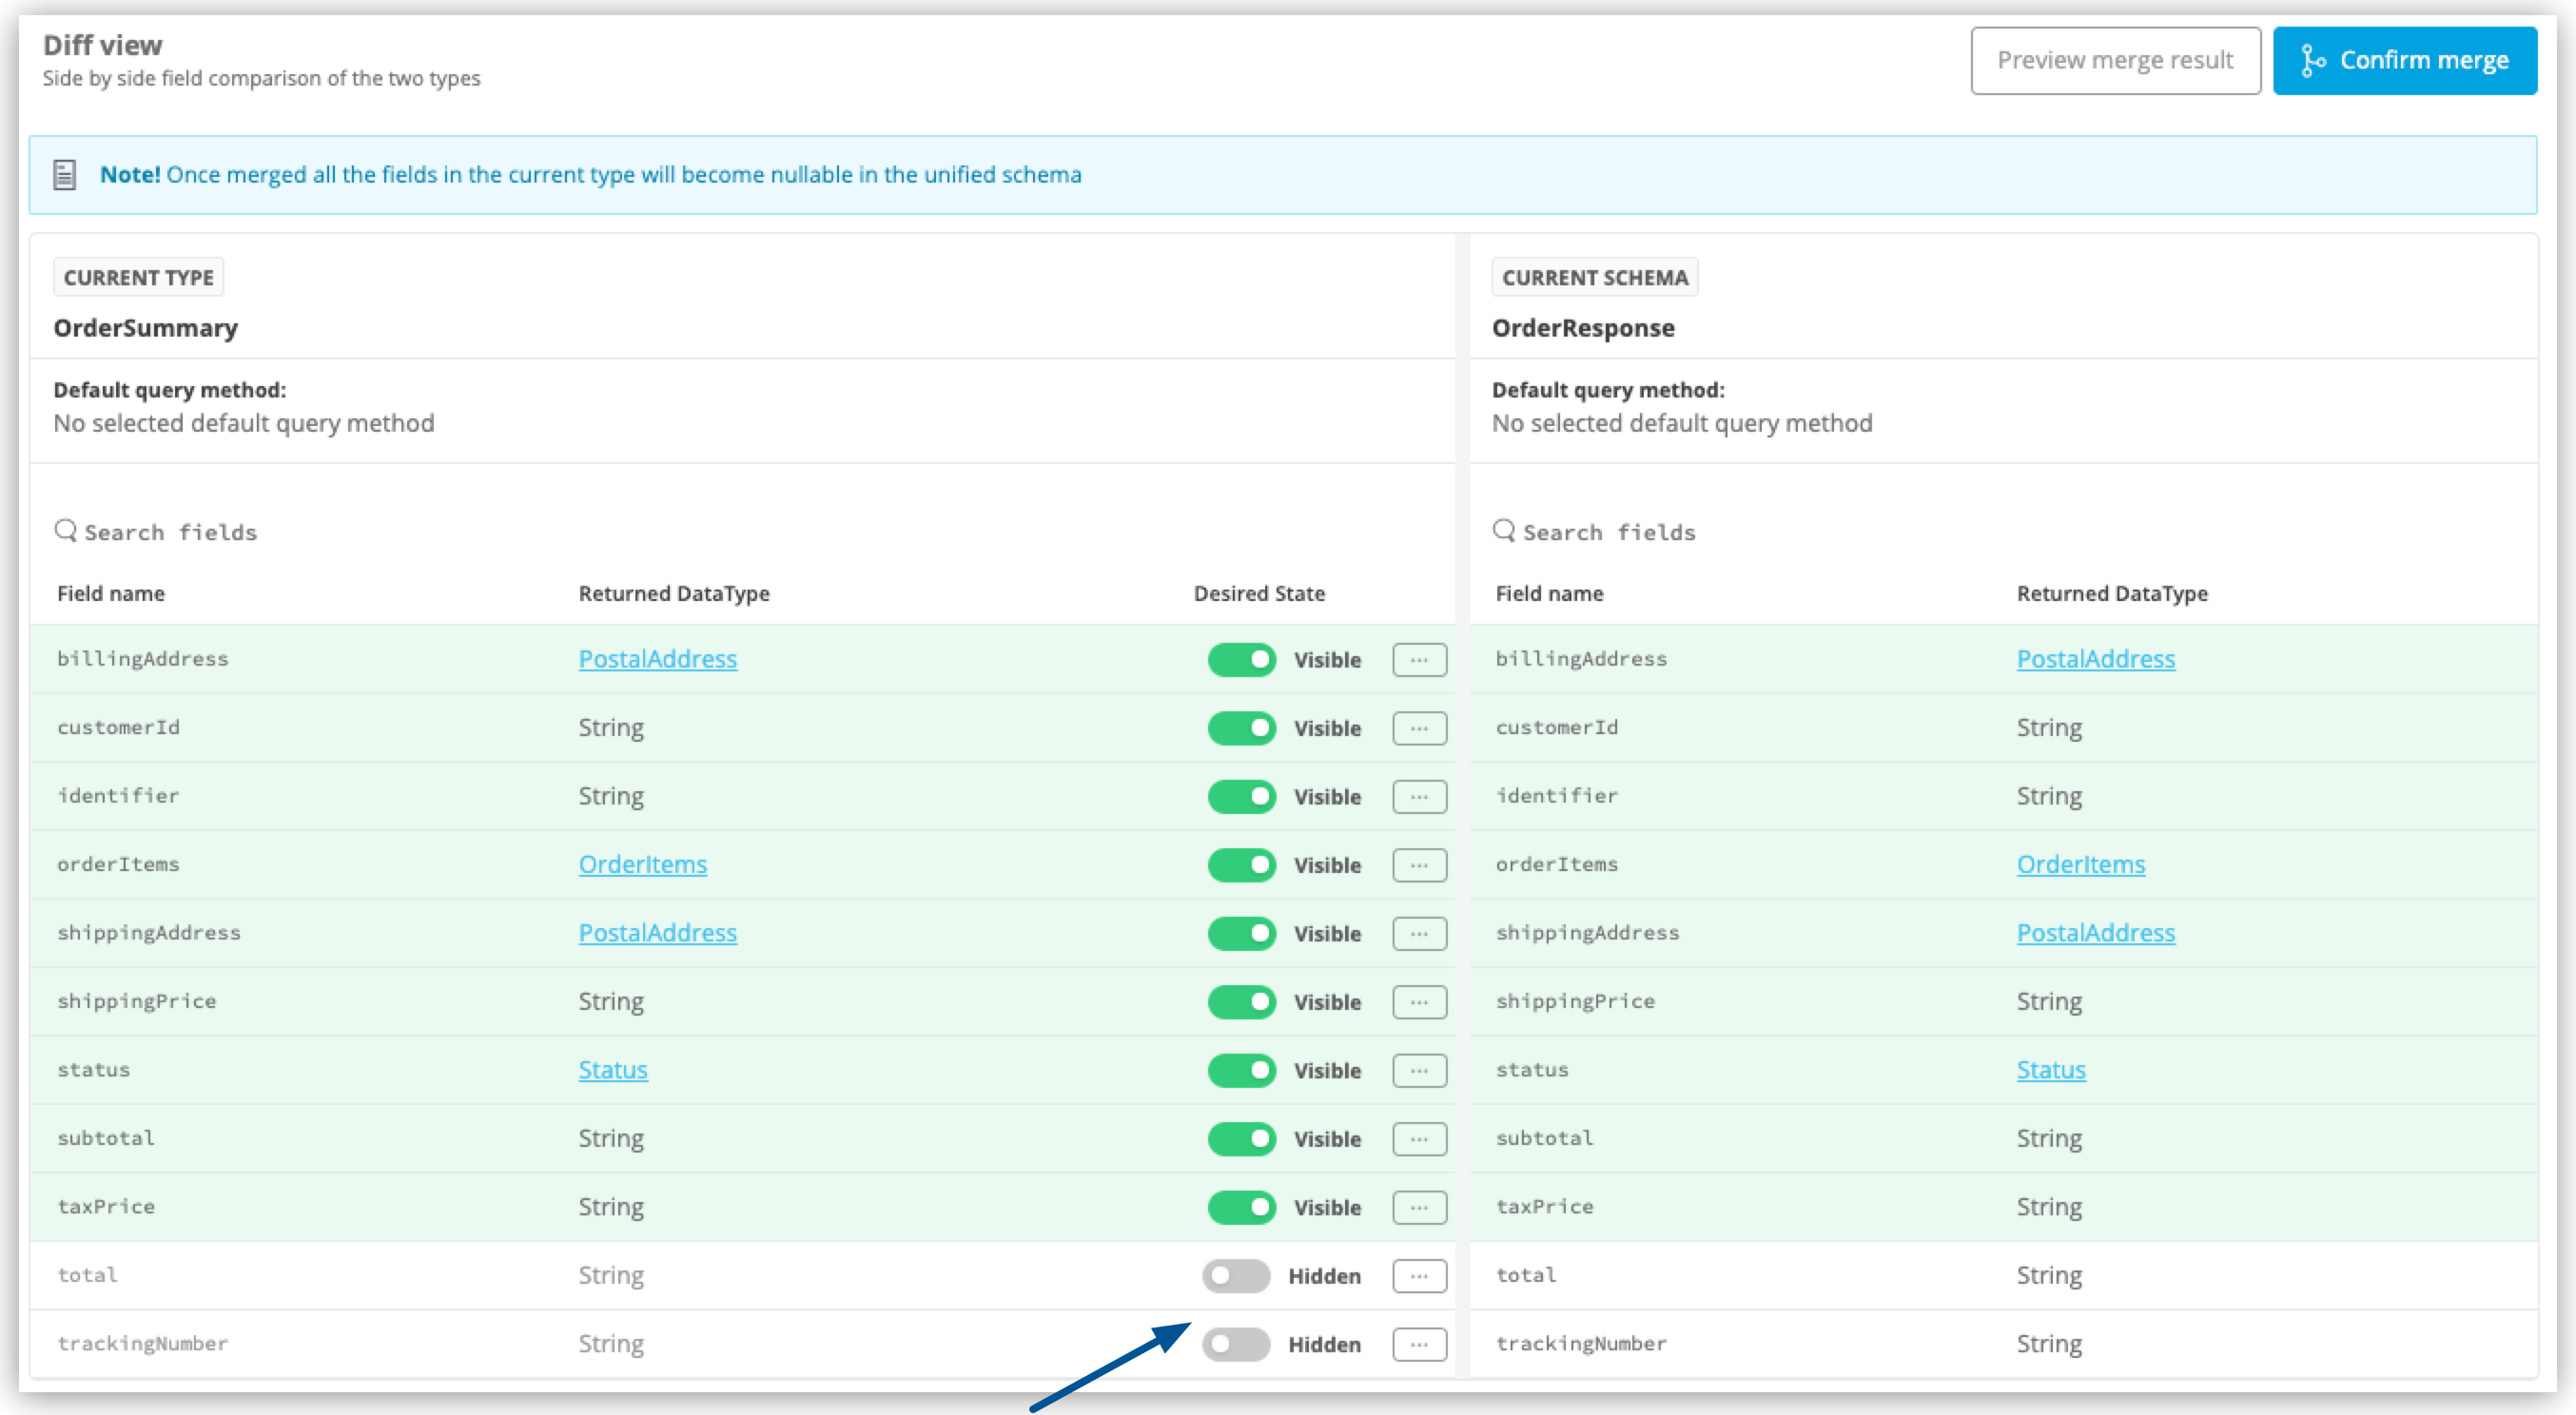 Diff view
Side by side field comparison of the two types
Preview merge result
Confirm merge
Note! Once merged all the fields in the current type will become nullable in the unified schema
CURRENT TYPE
OrderSummary
Default query method:
No selected default query method
Search fields
Field name Returned DataType Desired State
billingAddress PostalAddress Visible ...
customerId String Visible ...
identifier String Visible ...
orderItems OrderItems Visible ...
shippingAddress PostalAddress Visible ...
shippingPrice String Visible ...
status Status Visible ...
subtotal String Visible ...
taxPrice String Visible ...
total String Hidden ...
trackingNumber String Hidden ...
CURRENT SCHEMA
OrderResponse
Default query method:
No selected default query method
Search fields
Field name Returned DataType
billingAddress PostalAddress
customerId String
identifier String
orderItems OrderItems
shippingAddress PostalAddress
shippingPrice String
status Status
subtotal String
taxPrice String
total String
trackingNumber String